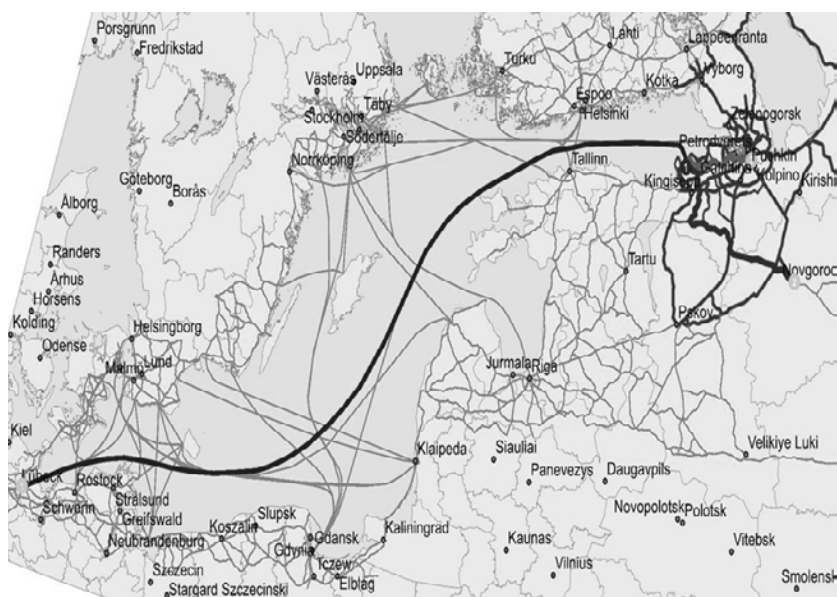 Porsgrunn
Fredrikstad
Lahti
Lappeenranta
Turku
Uppsala
Västerås
Vyborg
Espoo
Kotka
Täby
Helsinki
Stockholm
Zelenogorsk
Södertälje
Petrodvorets
Norrköping
Tallinn
Pushkin
Gatchina
Kolpino
Kingisepp
Kirishi
Göteborg
Borås
Ålborg
Randers
Tartu
Novgorod
Århus
Horsens
Pskov
Kolding
Helsingborg
Odense
Lund
Malmö
Jurmala
Riga
Kiel
Klaipeda
Siauliai
Velikiye Luki
Lübeck
Rostock
Panevezys
Daugavpils
Stralsund
Schwerin
Greifswald
Slupsk
Novopolotsk
Polotsk
Koszalin
Gdansk
Kaliningrad
Neubrandenburg
Gdynia
Kaunas
Vitebsk
Tczew
Szczecin
Elblag
Vilnius
Stargard Szczecinski
Smolensk